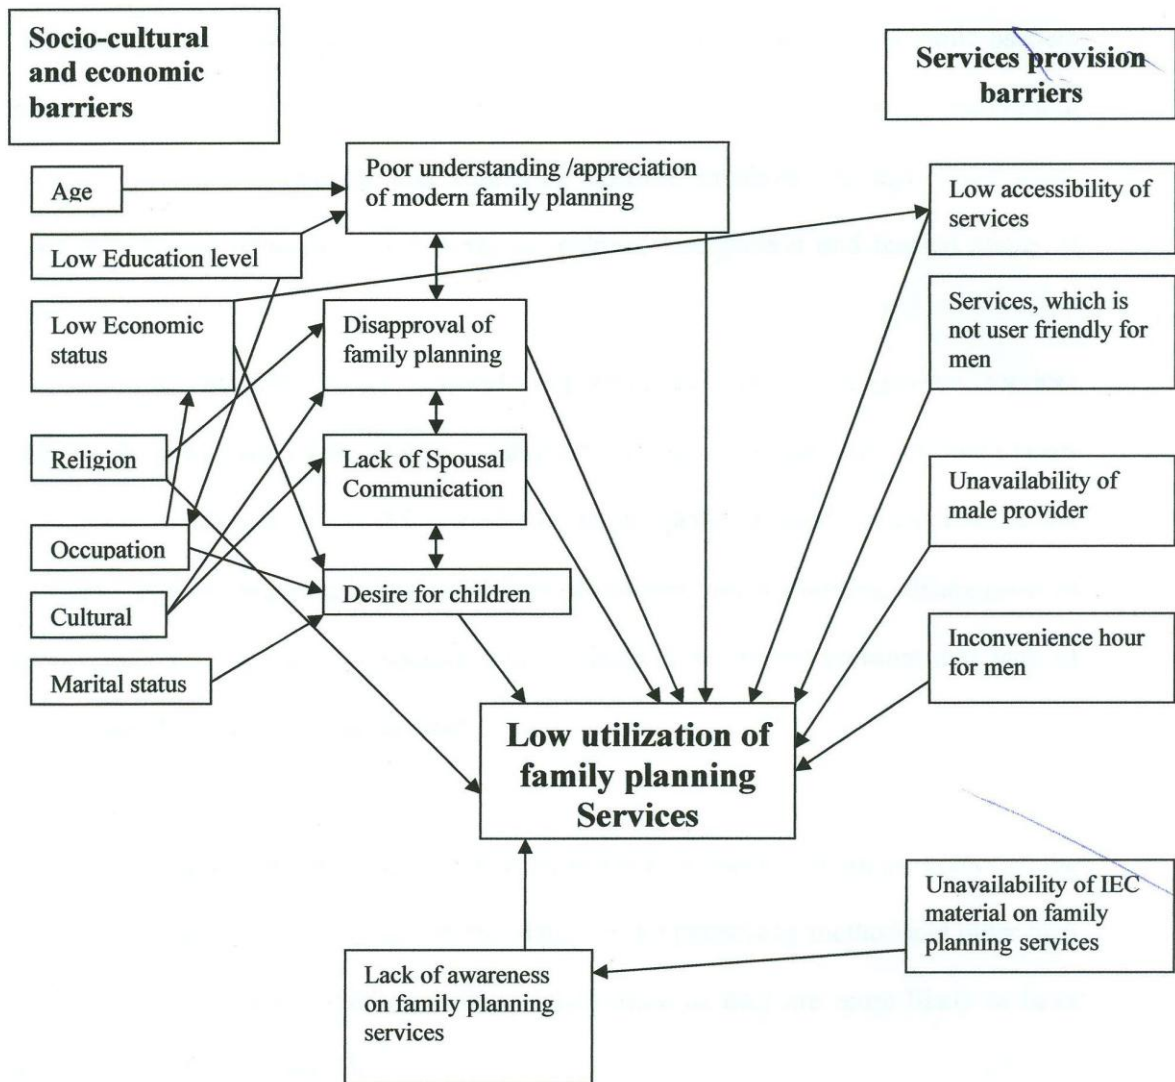 Socio-cultural
and economic
barriers
Services provision
barriers
Age
Low Education level
Low Economic
status
Religion
Occupation
Cultural
Marital status
Poor understanding /appreciation
of modern family planning
Disapproval of
family planning
Lack of Spousal
Communication
Desire for children
Low accessibility of
services
Services, which is
not user friendly for
men
Unavailability of
male provider
Inconvenience hour
for men
Low utilization of
family planning
Services
Unavailability of IEC
material on family
planning services
Lack of awareness
on family planning
services